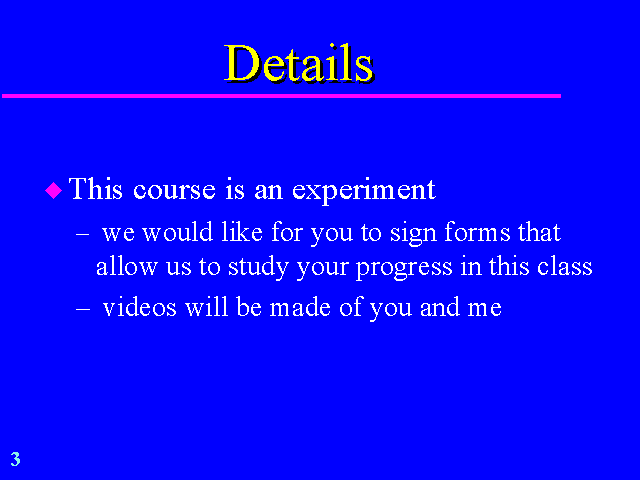 Details
This course is an experiment
– we would like for you to sign forms that
allow us to study your progress in this class
– videos will be made of you and me
3